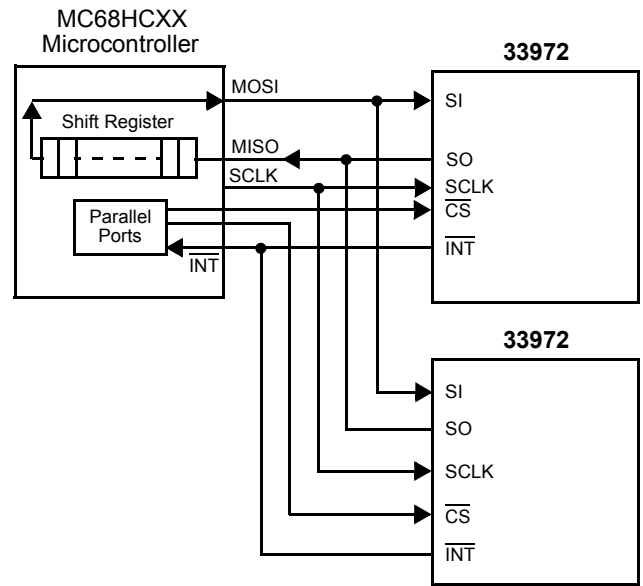 MC68HCXX
Microcontroller
33972
MOSI
SI
Shift Register
MISO
SO
SCLK
SCLK
CS
Parallel
Ports
INT
INT
33972
SI
SO
SCLK
CS
INT